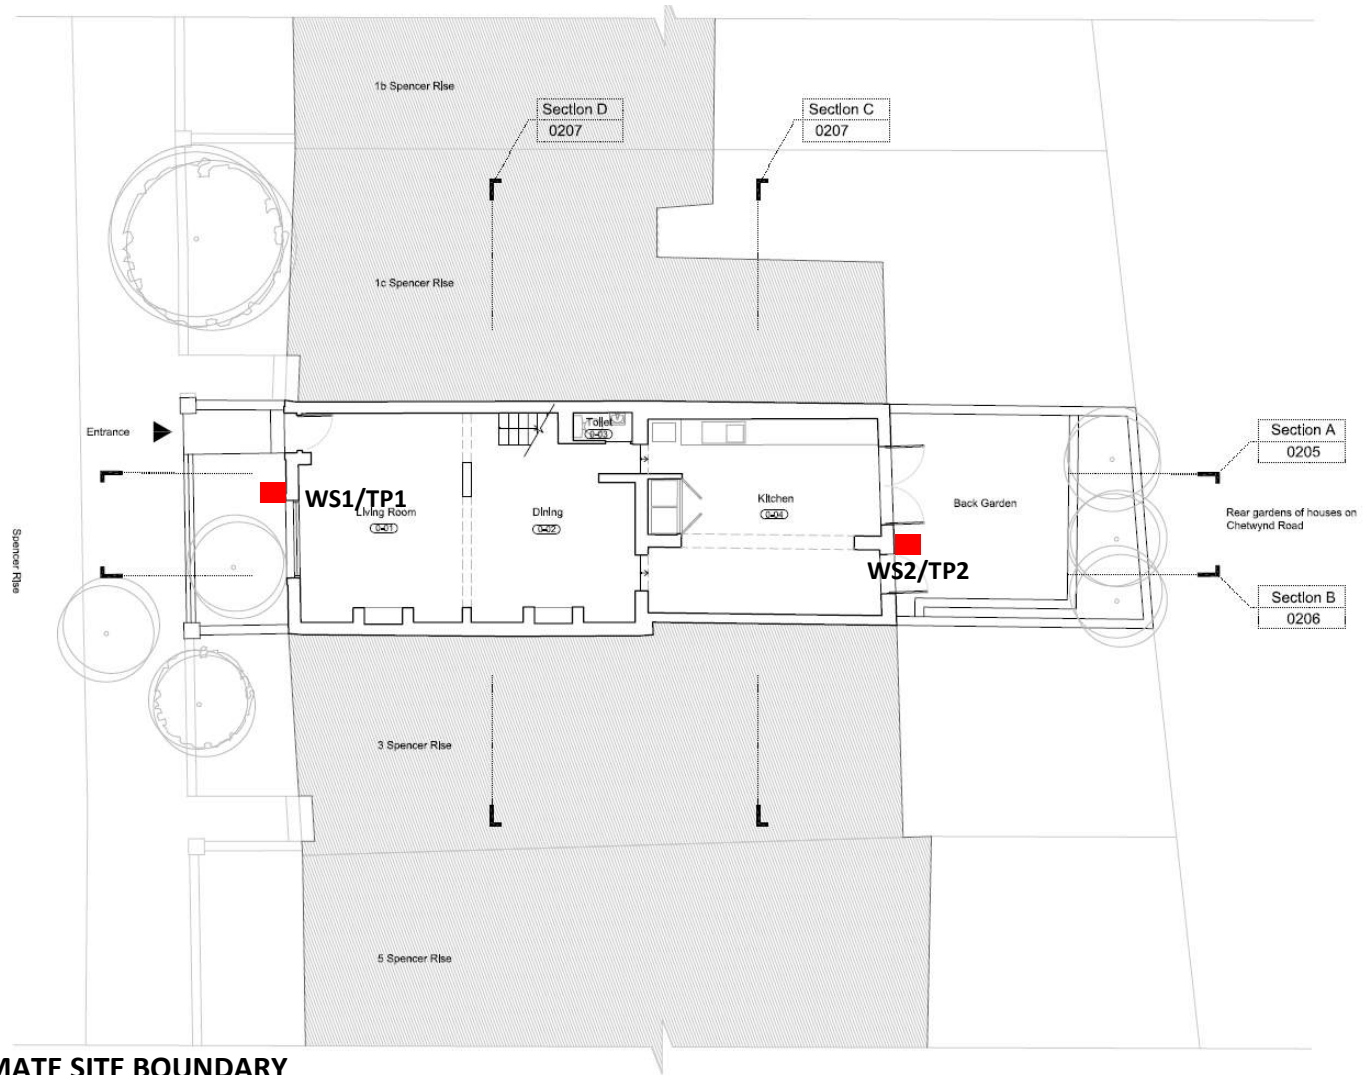 1b Spencer Rise
Section D
0207
Section C
0207
1c Spencer Rise
Entrance
Toilet
0-03
Section A
0205
WS1/TP1
Living Room
0-01
Dining
0-02
Kitchen
0-04
Back Garden
Rear gardens of houses on
Chetwynd Road
Spencer Rise
WS2/TP2
Section B
0206
3 Spencer Rise
5 Spencer Rise
MATE SITE BOUNDARY